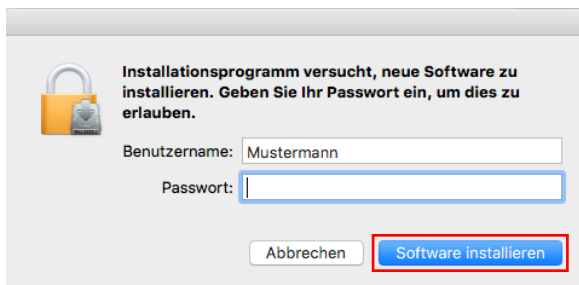 Installationsprogramm versucht, neue Software zu
installieren. Geben Sie Ihr Passwort ein, um dies zu
erlauben.
Benutzername: Mustermann
Passwort:
Abbrechen Software installieren